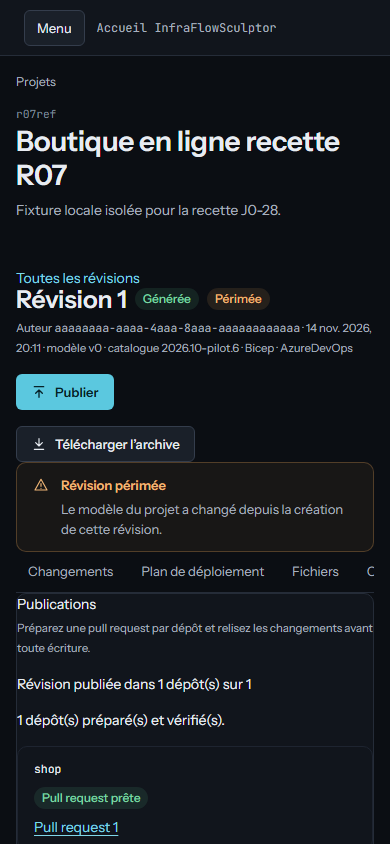 Menu Accueil InfraFlowSculptor
Projets
r07ref
Boutique en ligne recette
R07
Fixture locale isolée pour la recette J0-28.
Toutes les révisions
Révision 1 Générée Périmée
Auteur aaaaaaaa-aaaa-4aaa-8aaa-aaaaaaaaaaaa · 14 nov. 2026,
20:11 · modèle v0 · catalogue 2026.10-pilot.6 · Bicep · AzureDevOps
Publier
Télécharger l’archive
Révision périmée
Le modèle du projet a changé depuis la création
de cette révision.
Changements Plan de déploiement Fichiers
Publications
Préparez une pull request par dépôt et relisez les changements avant
toute écriture.
Révision publiée dans 1 dépôt(s) sur 1
1 dépôt(s) préparé(s) et vérifié(s).
shop
Pull request prête
Pull request 1